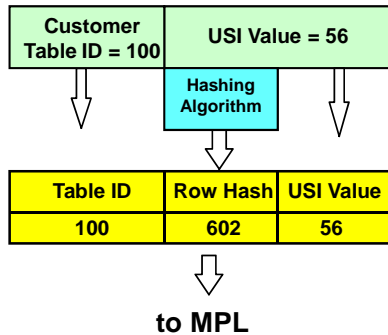 Customer
Table ID = 100
USI Value = 56
Hashing
Algorithm
Table ID Row Hash USI Value
100 602 56
to MPL